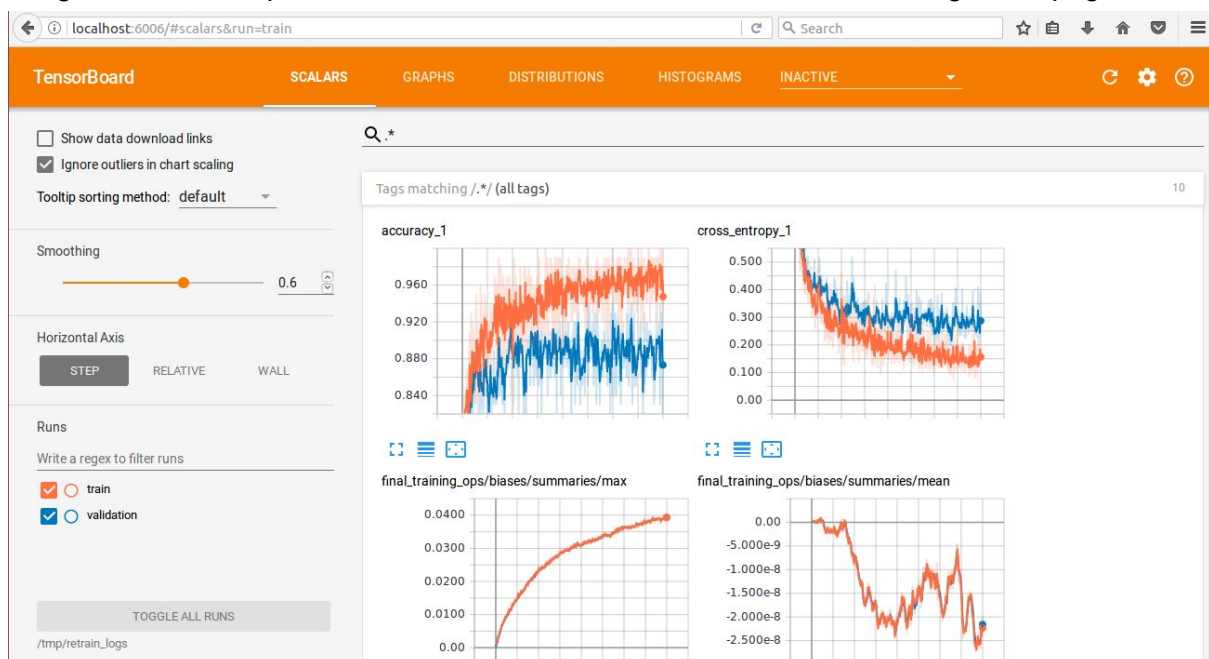 localhost:6006/#scalars&run=train
Search
TensorBoard
SCALARS
GRAPHS
DISTRIBUTIONS
HISTOGRAMS
INACTIVE
Show data download links
Ignore outliers in chart scaling
Tooltip sorting method: default
Smoothing
0.6
Horizontal Axis
STEP RELATIVE WALL
Runs
Write a regex to filter runs
train
validation
TOGGLE ALL RUNS
/tmp/retrain_logs
.*
Tags matching /.*/ (all tags)
10
accuracy_1
0.960
0.920
0.880
0.840
cross_entropy_1
0.500
0.400
0.300
0.200
0.100
0.00
final_training_ops/biases/summaries/max
0.0400
0.0300
0.0200
0.0100
0.00
final_training_ops/biases/summaries/mean
0.00
-5.000e-9
-1.000e-8
-1.500e-8
-2.000e-8
-2.500e-8